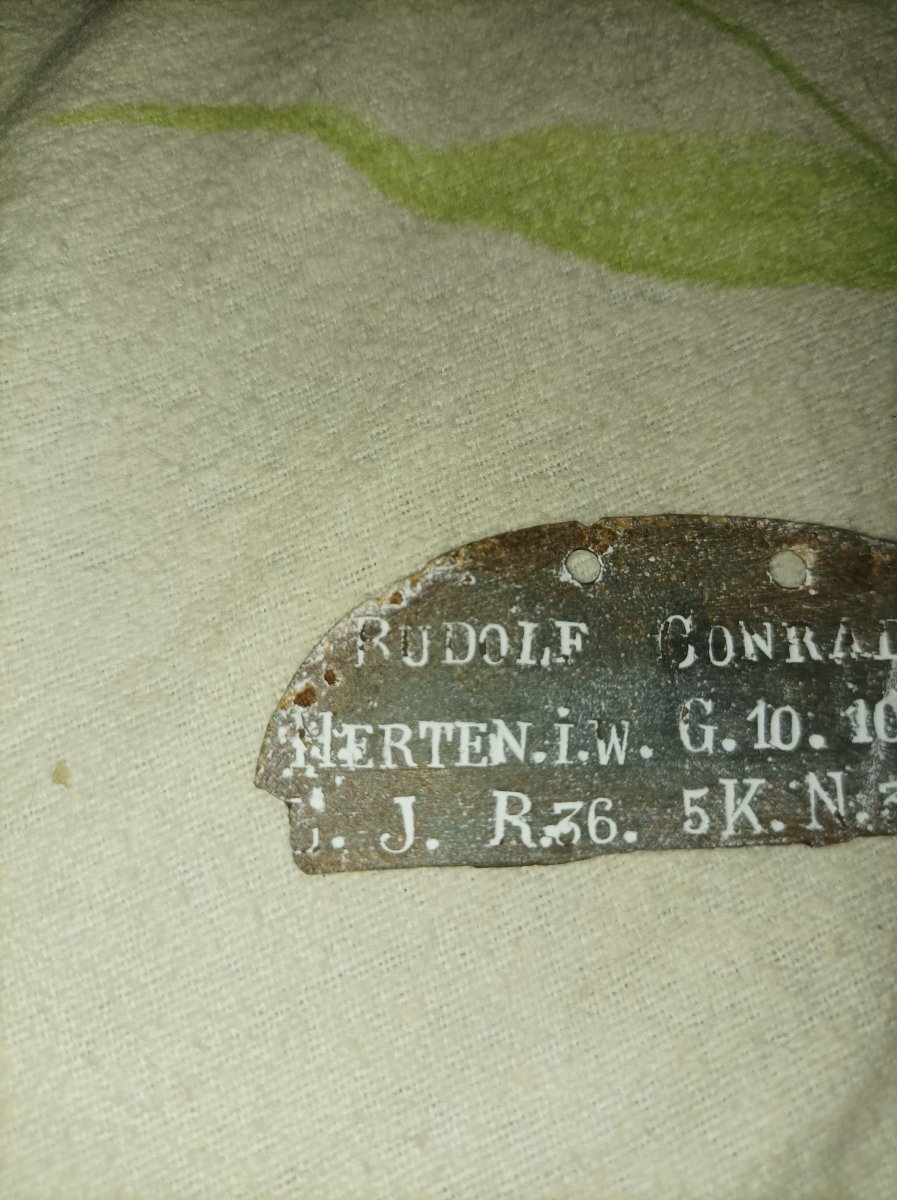 RUDOLF CONRAD
HERTEN.i.W. G.10.10
J. R.36. 5K. N.